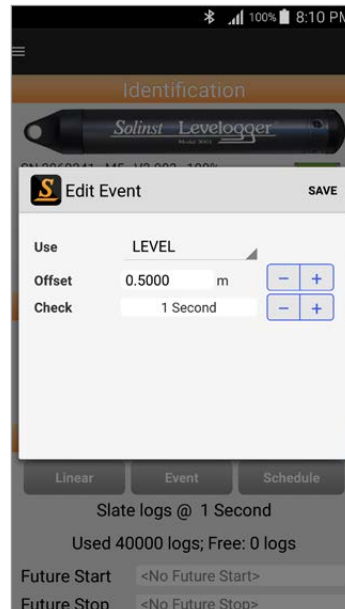 100% 8:10 PM
Identification
Solinst Levelogger
S Edit Event SAVE
Use LEVEL
Offset 0.5000 m - +
Check 1 Second - +
Linear Event Schedule
Slate logs @ 1 Second
Used 40000 logs; Free: 0 logs
Future Start <No Future Start>
Future Stop <No Future Stop>